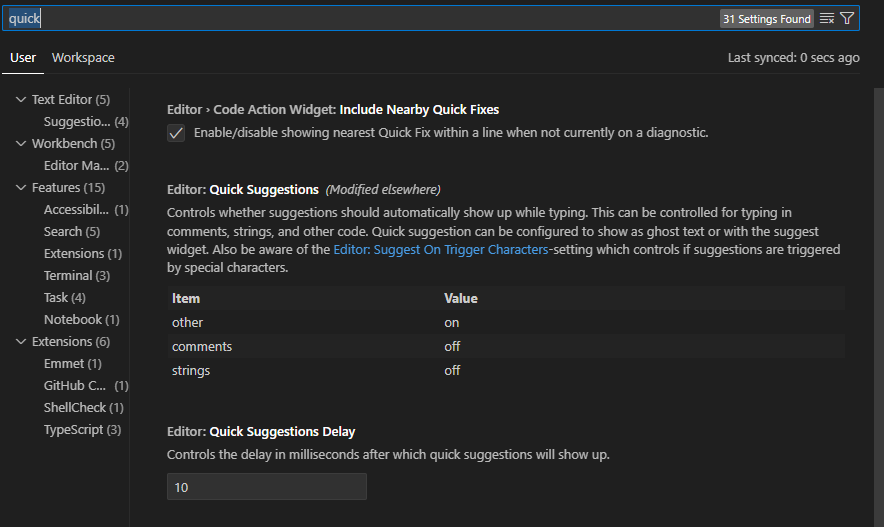 quick
31 Settings Found
User Workspace
Last synced: 0 secs ago
Text Editor (5)
Suggestio... (4)
Workbench (5)
Editor Ma... (2)
Features (15)
Accessibil... (1)
Search (5)
Extensions (1)
Terminal (3)
Task (4)
Notebook (1)
Extensions (6)
Emmet (1)
GitHub C... (1)
ShellCheck (1)
TypeScript (3)
Editor › Code Action Widget: Include Nearby Quick Fixes
Enable/disable showing nearest Quick Fix within a line when not currently on a diagnostic.
Editor: Quick Suggestions (Modified elsewhere)
Controls whether suggestions should automatically show up while typing. This can be controlled for typing in
comments, strings, and other code. Quick suggestion can be configured to show as ghost text or with the suggest
widget. Also be aware of the Editor: Suggest On Trigger Characters-setting which controls if suggestions are triggered
by special characters.
Item Value
other on
comments off
strings off
Editor: Quick Suggestions Delay
Controls the delay in milliseconds after which quick suggestions will show up.
10